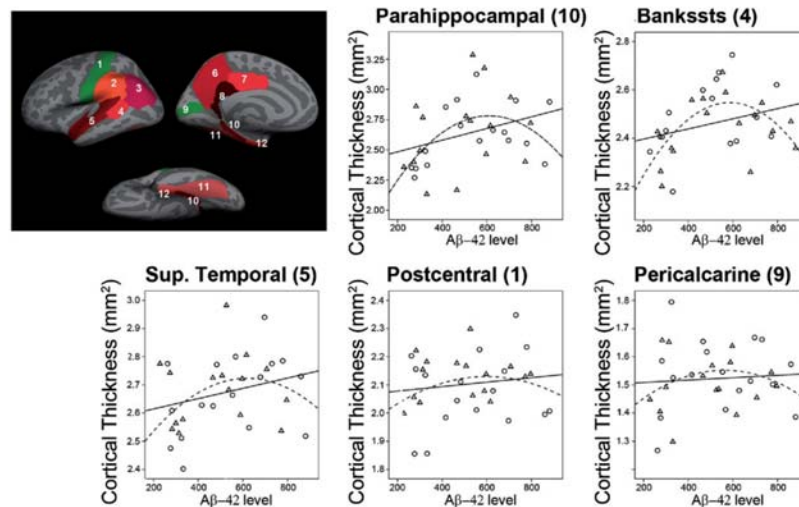 1
2
3
4
5
6
7
8
9
10
11
12
12
11
10
Parahippocampal (10)
Cortical Thickness (mm²)
3.25
3.00
2.75
2.50
2.25
2.00
200 400 600 800
Aβ–42 level
Bankssts (4)
Cortical Thickness (mm²)
2.8
2.6
2.4
2.2
200 400 600 800
Aβ–42 level
Sup. Temporal (5)
Cortical Thickness (mm²)
3.0
2.9
2.8
2.7
2.6
2.5
2.4
200 400 600 800
Aβ–42 level
Postcentral (1)
Cortical Thickness (mm²)
2.4
2.3
2.2
2.1
2.0
1.9
1.8
200 400 600 800
Aβ–42 level
Pericalcarine (9)
Cortical Thickness (mm²)
1.8
1.7
1.6
1.5
1.4
1.3
1.2
200 400 600 800
Aβ–42 level